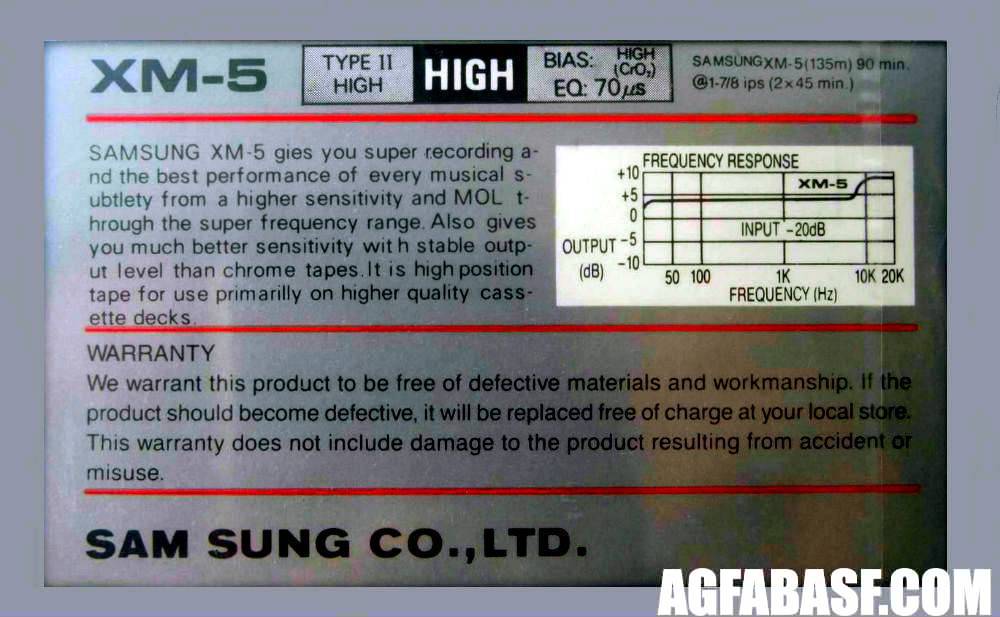 XM-5
TYPE II
HIGH
HIGH
BIAS: HIGH (CrO₂)
EQ: 70μs
SAMSUNG XM-5(135m) 90 min.
@1-7/8 ips (2×45 min.)
SAMSUNG XM-5 gies you super recording a-
nd the best performance of every musical s-
ubtlety from a higher sensitivity and MOL t-
hrough the super frequency range. Also gives
you much better sensitivity with stable outp-
ut level than chrome tapes. It is high position
tape for use primarilly on higher quality cass-
ette decks.
FREQUENCY RESPONSE
+10
+5
0
-5
-10
OUTPUT
(dB)
XM-5
INPUT -20dB
50 100 1K 10K 20K
FREQUENCY (Hz)
WARRANTY
We warrant this product to be free of defective materials and workmanship. If the
product should become defective, it will be replaced free of charge at your local store.
This warranty does not include damage to the product resulting from accident or
misuse.
SAM SUNG CO.,LTD.
AGFABASF.COM